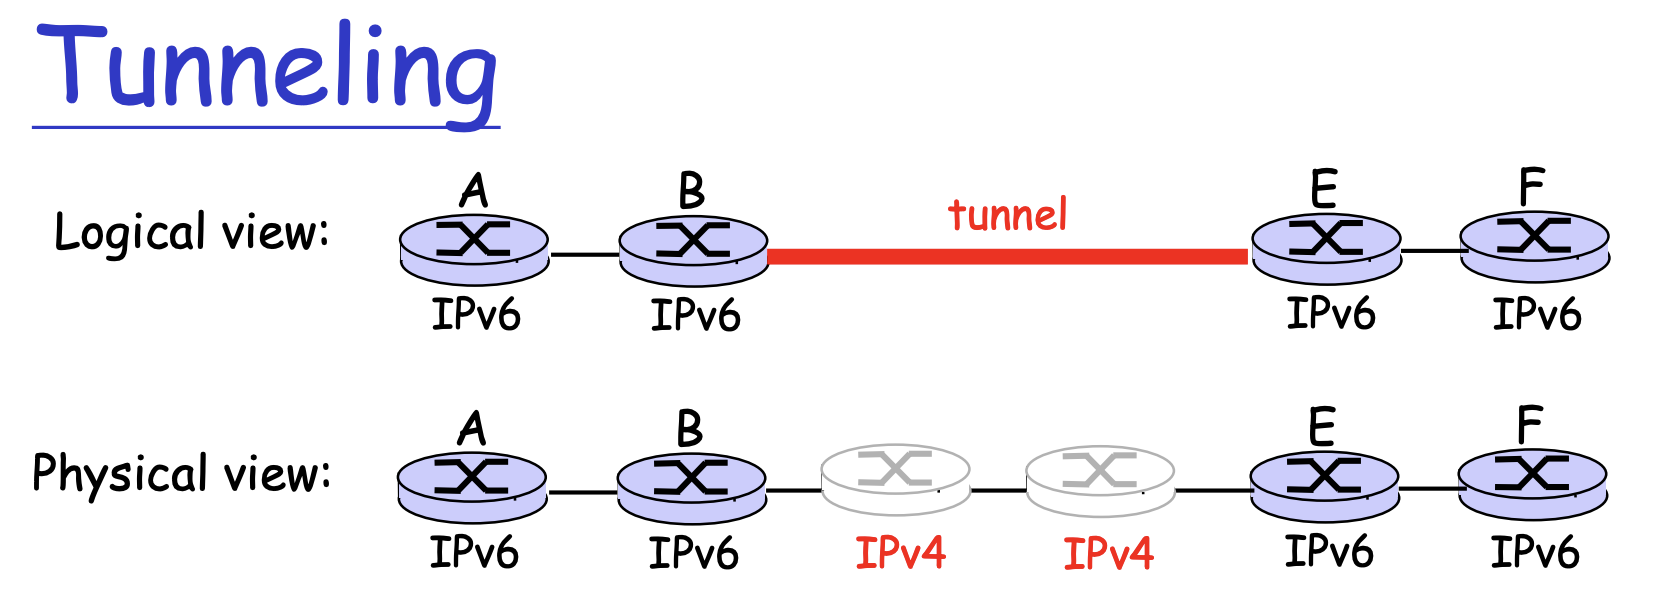 Tunneling
A B tunnel E F
Logical view:
IPv6 IPv6 IPv6 IPv6
A B E F
Physical view:
IPv6 IPv6 IPv4 IPv4 IPv6 IPv6